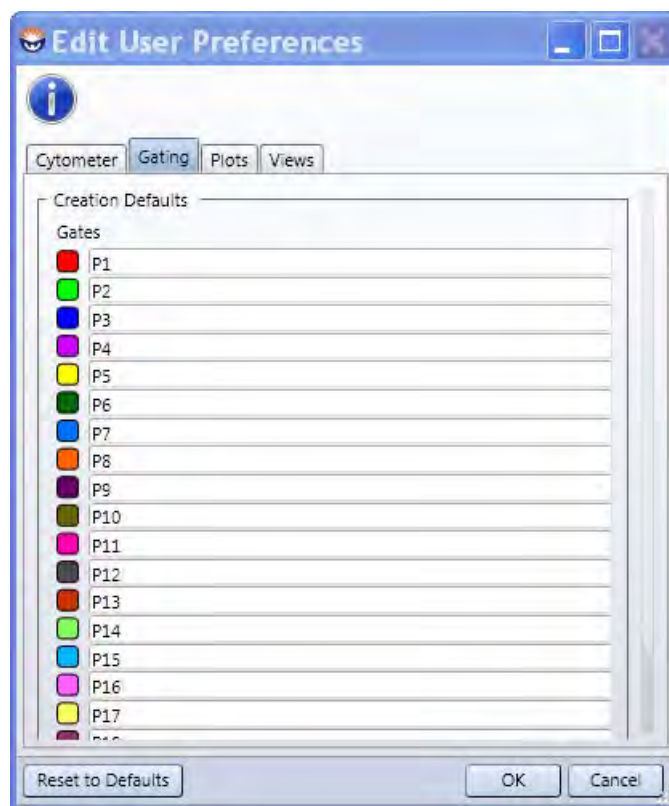 Edit User Preferences
Cytometer Gating Plots Views
Creation Defaults
Gates
P1
P2
P3
P4
P5
P6
P7
P8
P9
P10
P11
P12
P13
P14
P15
P16
P17
Reset to Defaults OK Cancel